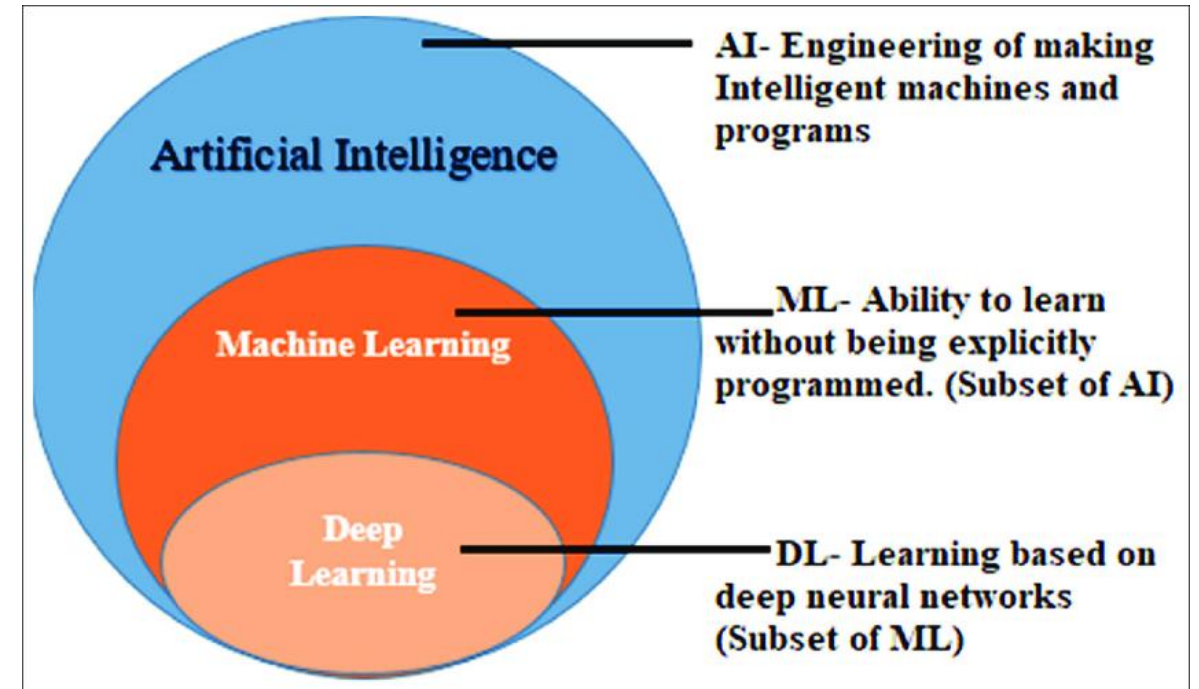 AI- Engineering of making
Intelligent machines and
programs
Artificial Intelligence
ML- Ability to learn
without being explicitly
programmed. (Subset of AI)
Machine Learning
Deep
Learning
DL- Learning based on
deep neural networks
(Subset of ML)